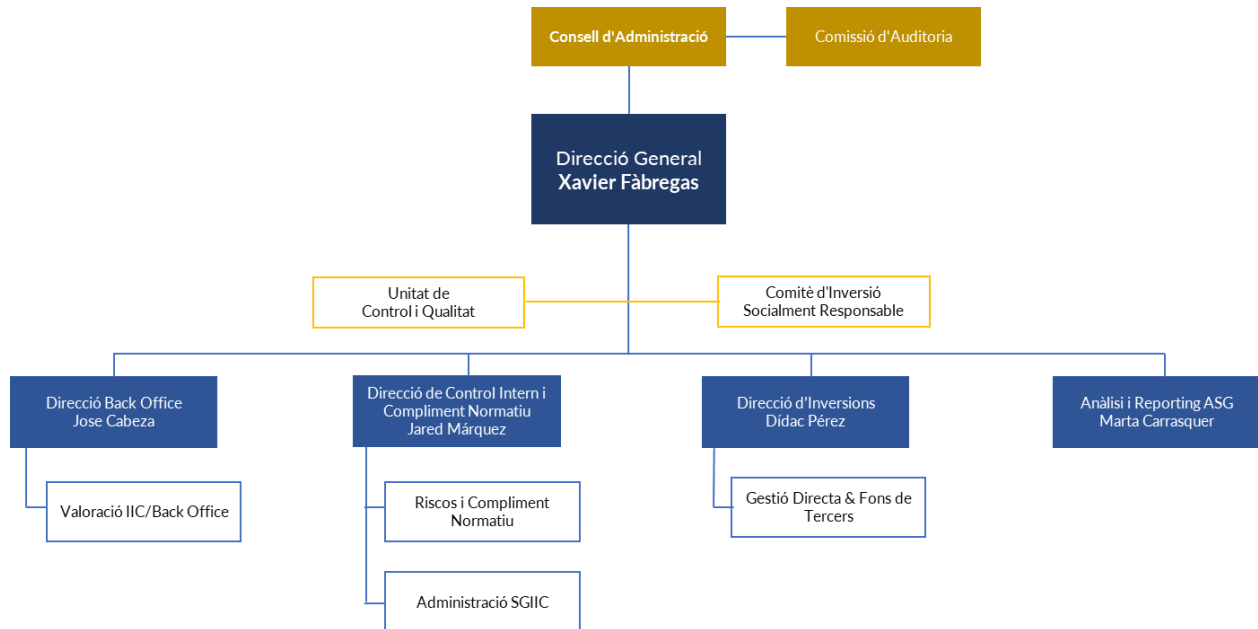 Consell d'Administració
Comissió d'Auditoria
Direcció General
Xavier Fàbregas
Unitat de
Control i Qualitat
Comitè d'Inversió
Socialment Responsable
Direcció Back Office
Jose Cabeza
Direcció de Control Intern i
Compliment Normatiu
Jared Márquez
Direcció d'Inversions
Dídac Pérez
Anàlisi i Reporting ASG
Marta Carrasquer
Valoració IIC/Back Office
Riscos i Compliment
Normatiu
Gestió Directa & Fons de
Tercers
Administració SGIIC